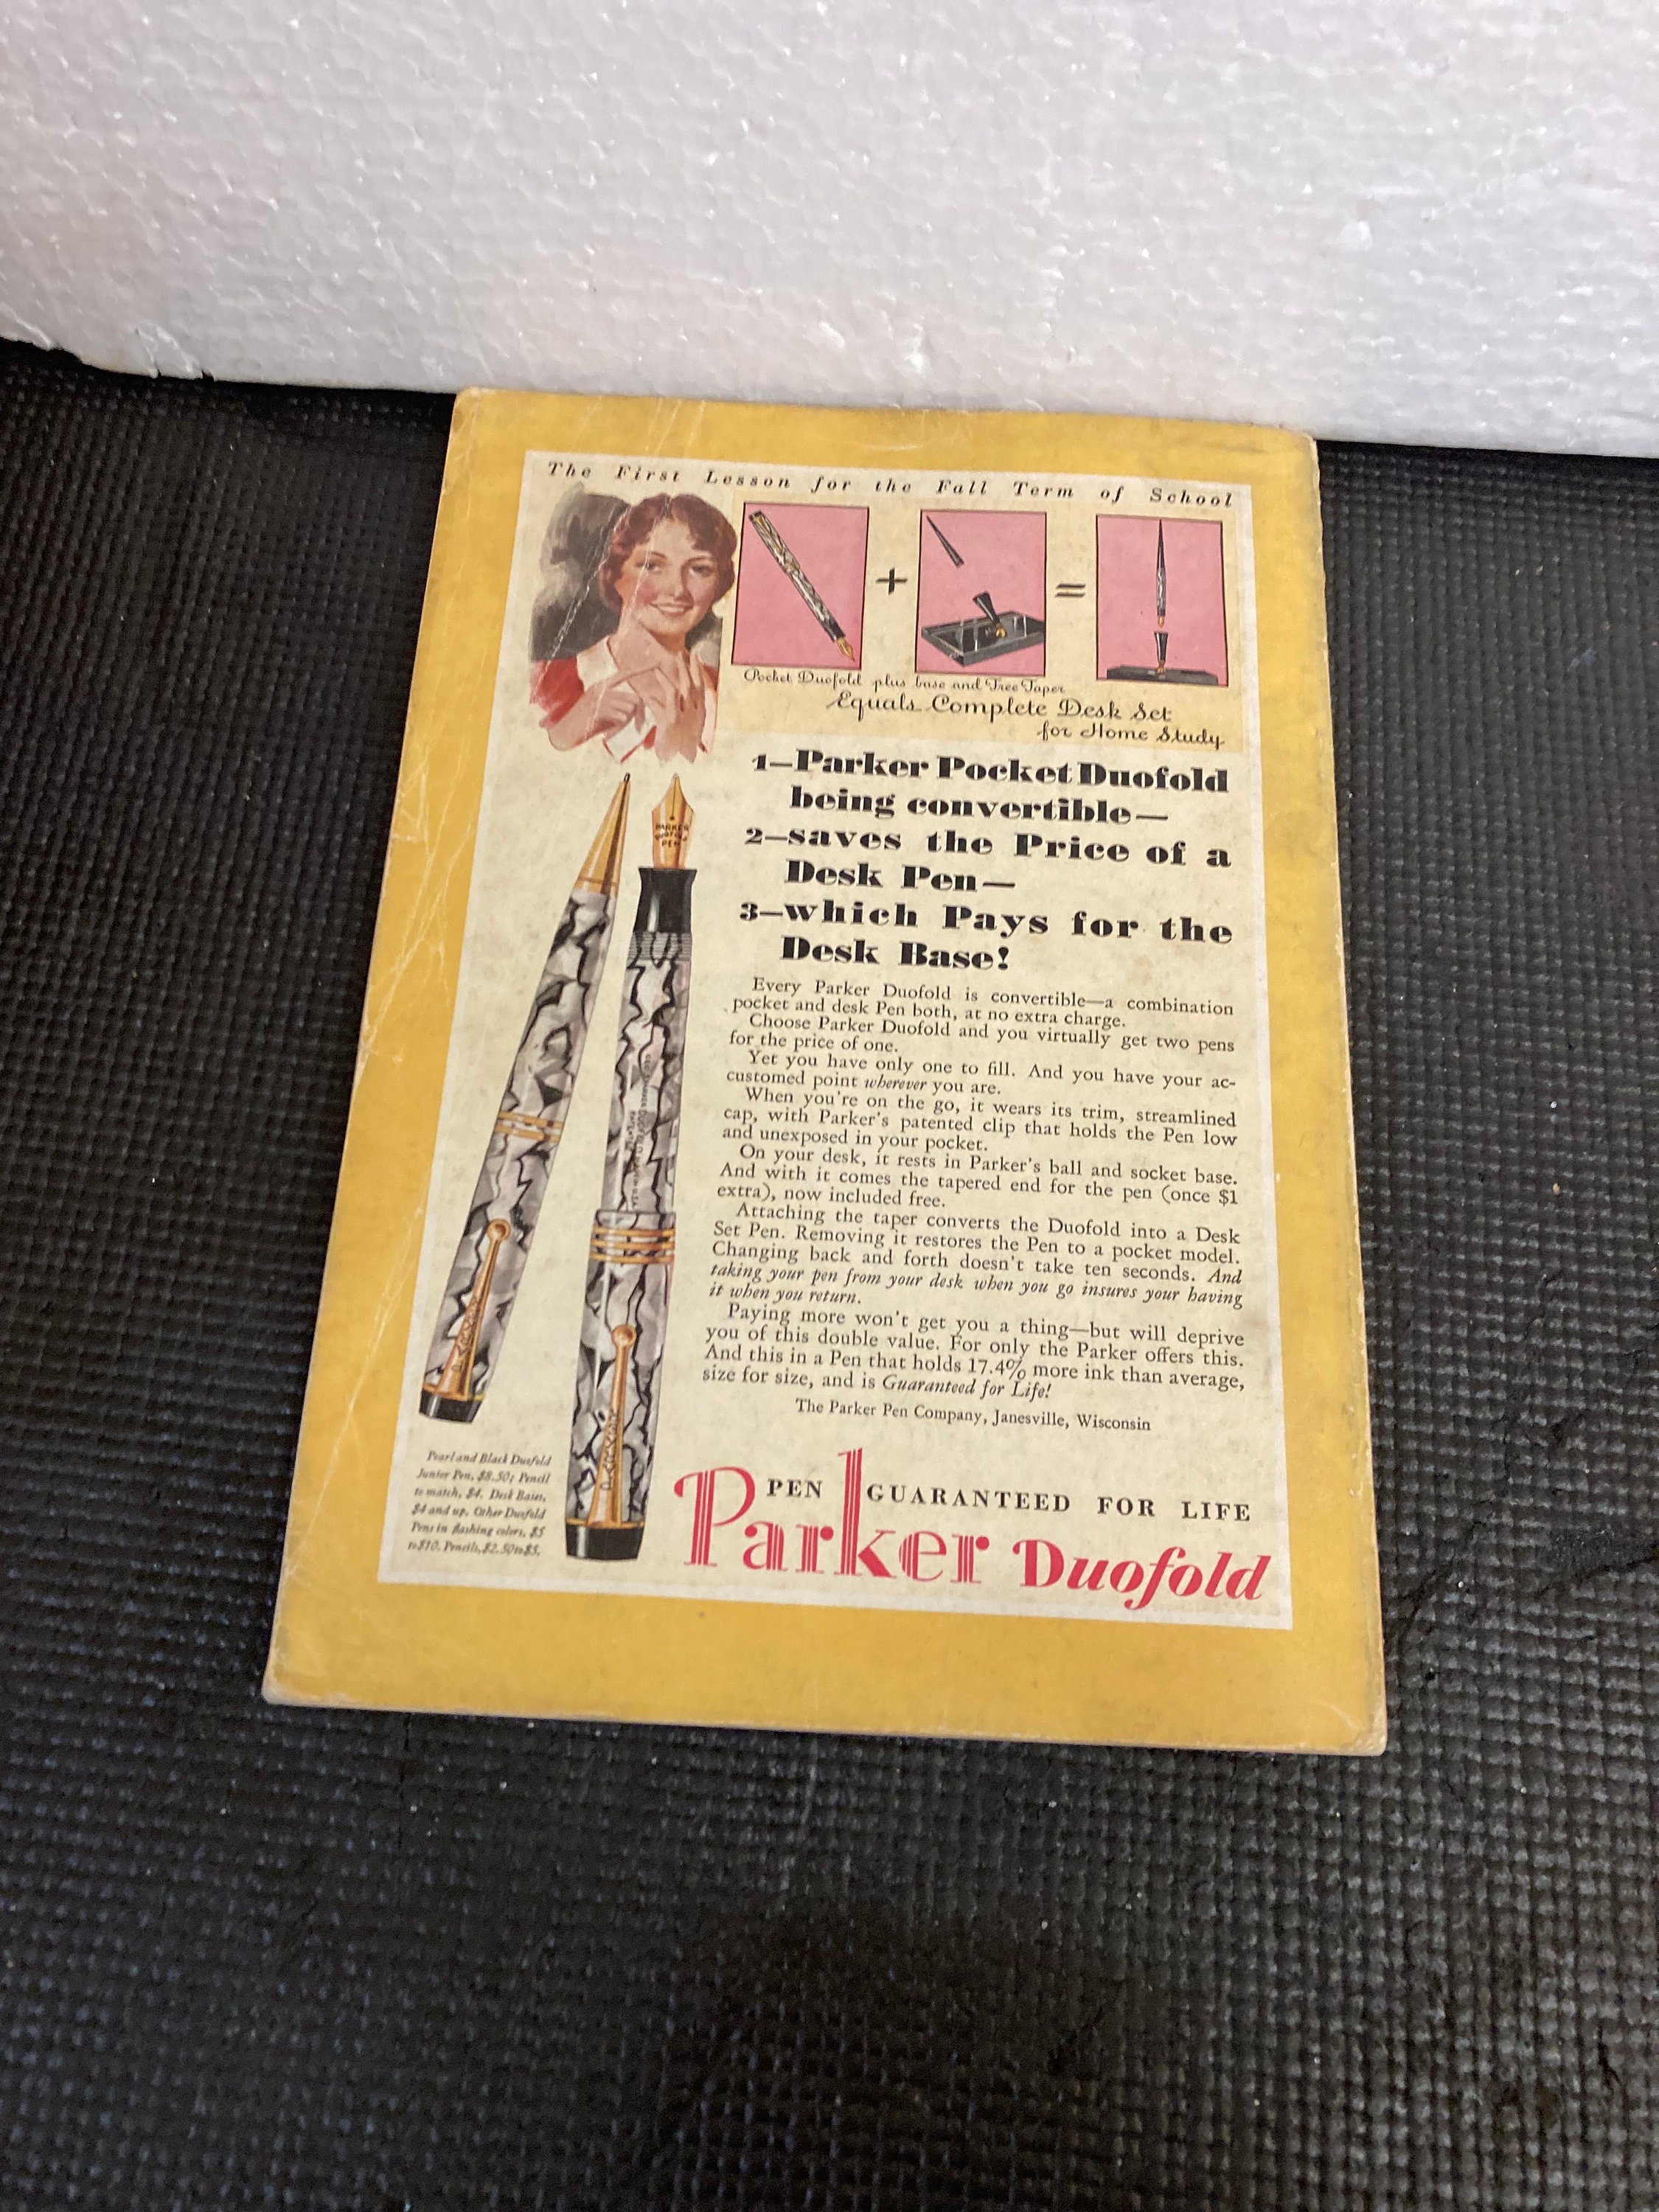 The First Lesson for the Fall Term of School
+
=
Pocket Duofold plus base and Free Taper
Equals Complete Desk Set
for Home Study
1—Parker Pocket Duofold
being convertible—
2—saves the Price of a
Desk Pen—
3—which Pays for the
Desk Base!
PARKER
DUOFOLD
PEN
Every Parker Duofold is convertible—a combination
pocket and desk Pen both, at no extra charge.
Choose Parker Duofold and you virtually get two pens
for the price of one.
Yet you have only one to fill. And you have your ac-
customed point wherever you are.
When you're on the go, it wears its trim, streamlined
cap, with Parker's patented clip that holds the Pen low
and unexposed in your pocket.
On your desk, it rests in Parker's ball and socket base.
And with it comes the tapered end for the pen (once $1
extra), now included free.
Attaching the taper converts the Duofold into a Desk
Set Pen. Removing it restores the Pen to a pocket model.
Changing back and forth doesn't take ten seconds. And
taking your pen from your desk when you go insures your having
it when you return.
Paying more won't get you a thing—but will deprive
you of this double value. For only the Parker offers this.
And this in a Pen that holds 17.4% more ink than average,
size for size, and is Guaranteed for Life!
The Parker Pen Company, Janesville, Wisconsin
PARKER
PARKER
Pearl and Black Duofold
Junior Pen, $8.50; Pencil
to match, $4. Desk Bases,
$4 and up. Other Duofold
Pens in flashing colors, $5
to $10. Pencils, $2.50 to $5.
PEN GUARANTEED FOR LIFE
Parker Duofold